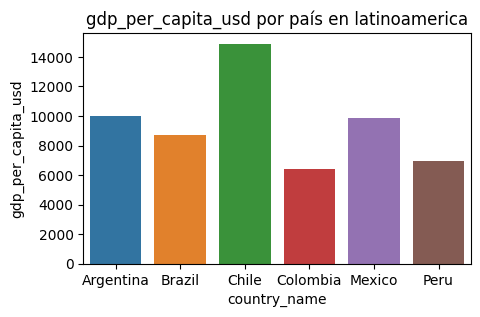 gdp_per_capita_usd por país en latinoamerica
14000
12000
10000
8000
6000
4000
2000
0
gdp_per_capita_usd
Argentina Brazil Chile Colombia Mexico Peru
country_name